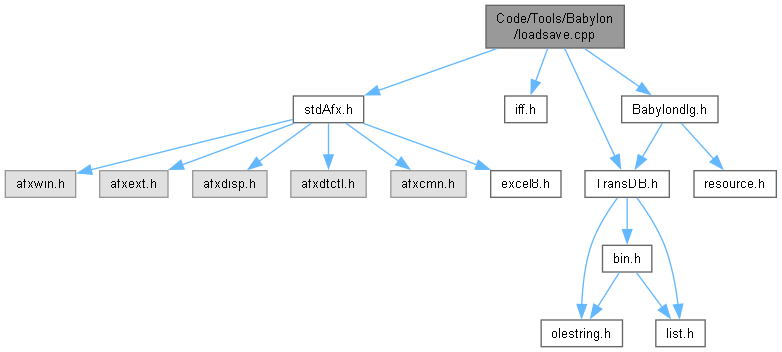 Code/Tools/Babylon
/loadsave.cpp
stdAfx.h
iff.h
Babylondlg.h
afxwin.h
afxext.h
afxdisp.h
afxdtctl.h
afxcmn.h
excel8.h
TransDB.h
resource.h
bin.h
olestring.h
list.h